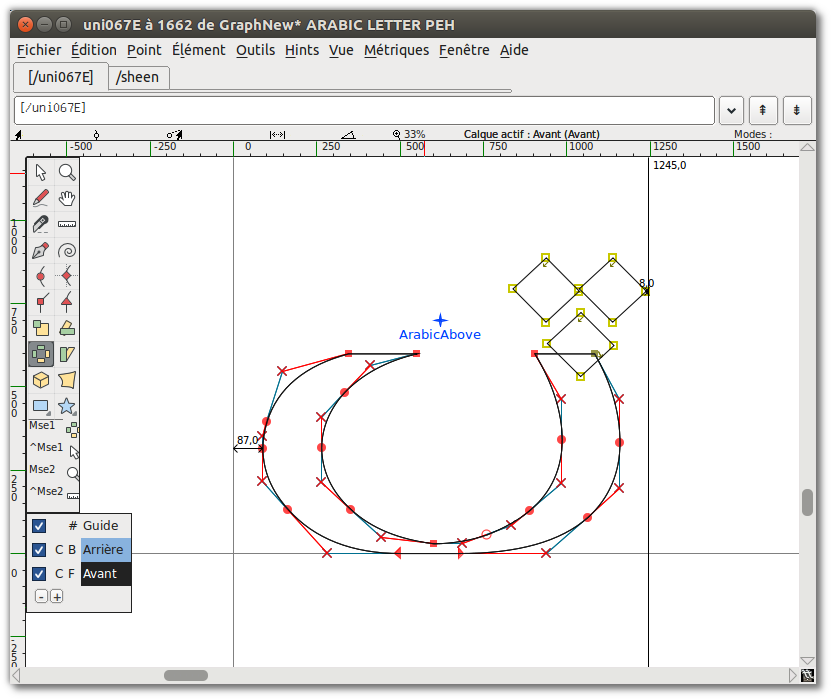 uni067E à 1662 de GraphNew* ARABIC LETTER PEH
Fichier Édition Point Élément Outils Hints Vue Métriques Fenêtre Aide
[/uni067E] /sheen
[/uni067E]
33% Calque actif : Avant (Avant) Modes :
-500 -250 0 250 500 750 1000 1250 1500
1245,0
1000
8,0
750
ArabicAbove
500
Mse1
87,0
^Mse1
Mse2
250
^Mse2
# Guide
C B Arrière
0
C F Avant
- +
-250